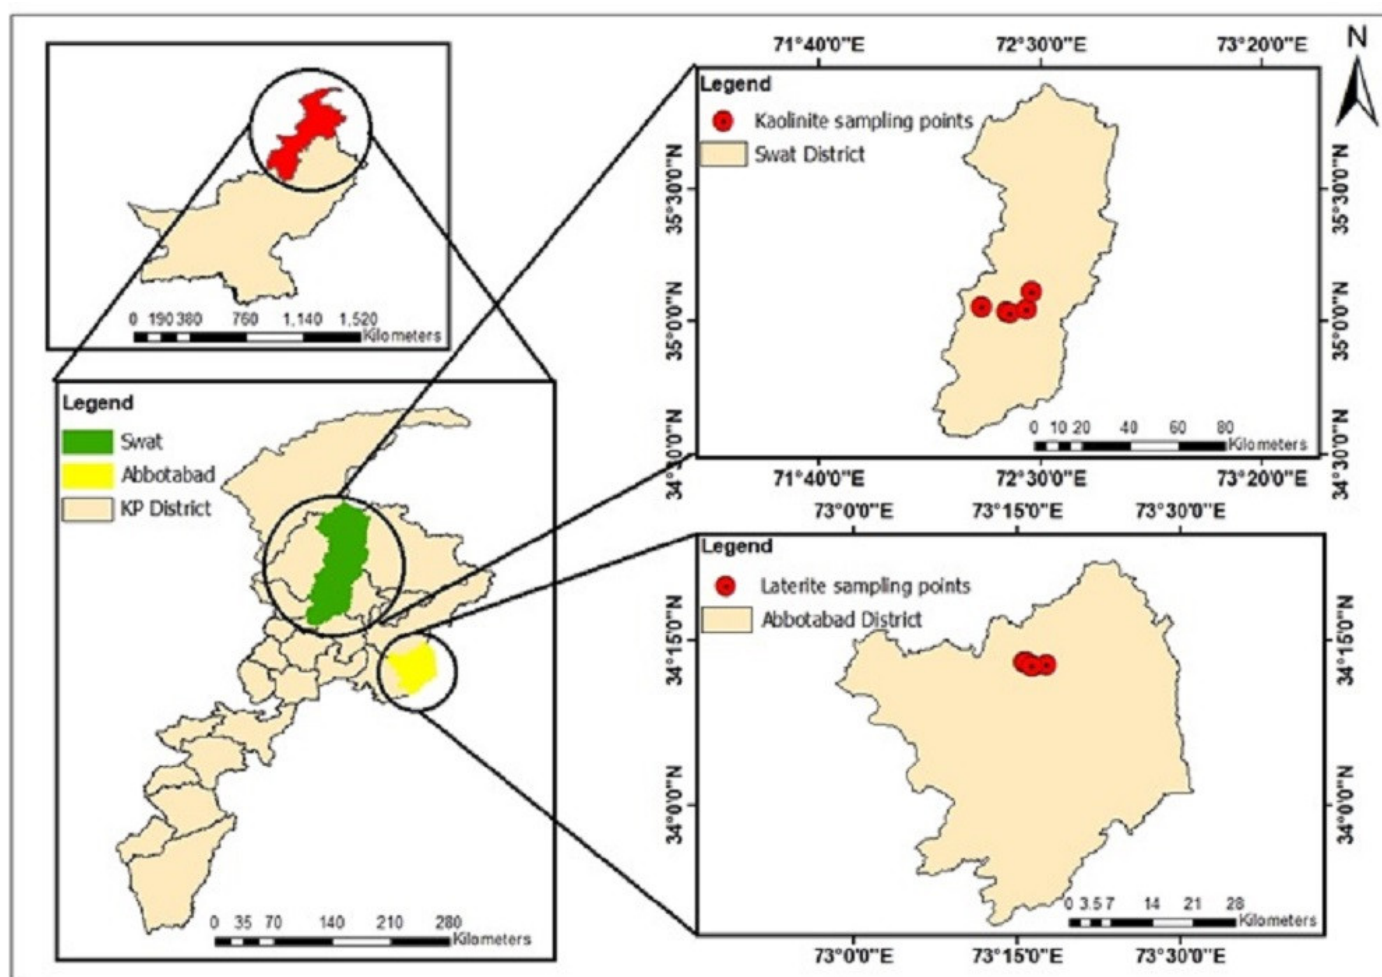 N
0 190 380 760 1,140 1,520
Kilometers
Legend
Swat
Abbotabad
KP District
0 35 70 140 210 280
Kilometers
71°40'0"E 72°30'0"E 73°20'0"E
Legend
Kaolinite sampling points
Swat District
35°30'0"N
35°0'0"N
34°30'0"N
35°30'0"N
35°0'0"N
34°30'0"N
0 10 20 40 60 80
Kilometers
71°40'0"E 72°30'0"E 73°20'0"E
73°0'0"E 73°15'0"E 73°30'0"E
Legend
Laterite sampling points
Abbotabad District
34°15'0"N
34°0'0"N
34°15'0"N
34°0'0"N
0 3.5 7 14 21 28
Kilometers
73°0'0"E 73°15'0"E 73°30'0"E